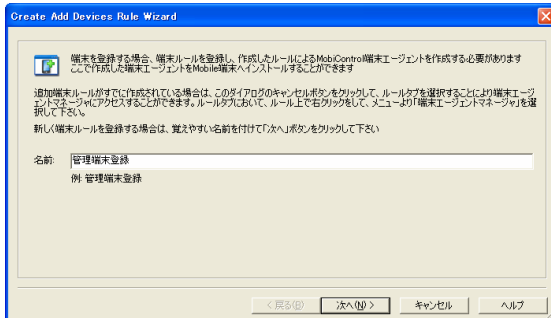 Create Add Devices Rule Wizard
端末を登録する場合、端末ルールを登録し、作成したルールによるMobiControl端末エージェントを作成する必要があります
ここで作成した端末エージェントをMobile端末へインストールすることができます
追加端末ルールがすでに作成されている場合は、このダイアログのキャンセルボタンをクリックして、ルールタブを選択することにより端末エージ
ェントマネージャにアクセスすることができます。ルールタブにおいて、ルール上で右クリックをして、メニューより「端末エージェントマネージャ」を選
択して下さい。
新しく端末ルールを登録する場合は、覚えやすい名前を付けて「次へ」ボタンをクリックして下さい
名前: 管理端末登録
例: 管理端末登録
< 戻る(B) 次へ(N) > キャンセル ヘルプ